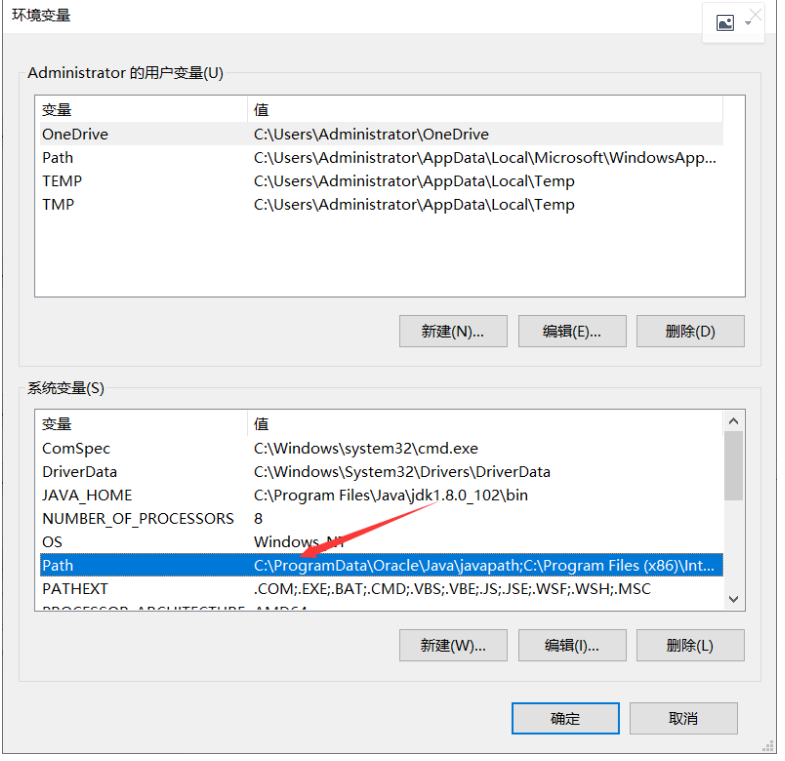 环境变量
Administrator 的用户变量(U)
变量 值
OneDrive C:\Users\Administrator\OneDrive
Path C:\Users\Administrator\AppData\Local\Microsoft\WindowsApp...
TEMP C:\Users\Administrator\AppData\Local\Temp
TMP C:\Users\Administrator\AppData\Local\Temp
新建(N)... 编辑(E)... 删除(D)
系统变量(S)
变量 值
ComSpec C:\Windows\system32\cmd.exe
DriverData C:\Windows\System32\Drivers\DriverData
JAVA_HOME C:\Program Files\Java\jdk1.8.0_102\bin
NUMBER_OF_PROCESSORS 8
OS Windows_NT
Path C:\ProgramData\Oracle\Java\javapath;C:\Program Files (x86)\Int...
PATHEXT .COM;.EXE;.BAT;.CMD;.VBS;.VBE;.JS;.JSE;.WSF;.WSH;.MSC
PROCESSOR_ARCHITECTURE AMD64
新建(W)... 编辑(I)... 删除(L)
确定 取消